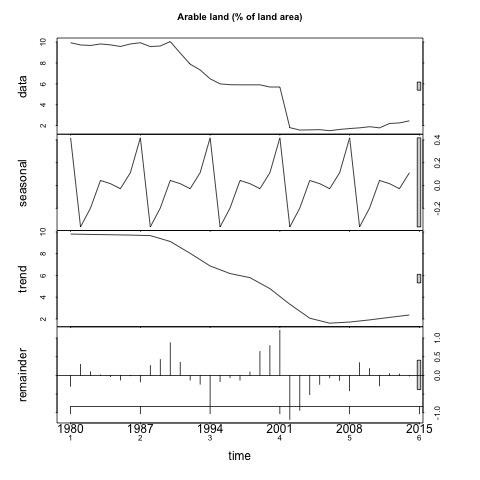 Arable land (% of land area)
data
2 4 6 8 10
seasonal
-0.2 0.0 0.2 0.4
trend
2 4 6 8 10
remainder
-1.0 0.0 0.5 1.0
1980 1987 1994 2001 2008 2015
1 2 3 4 5 6
time